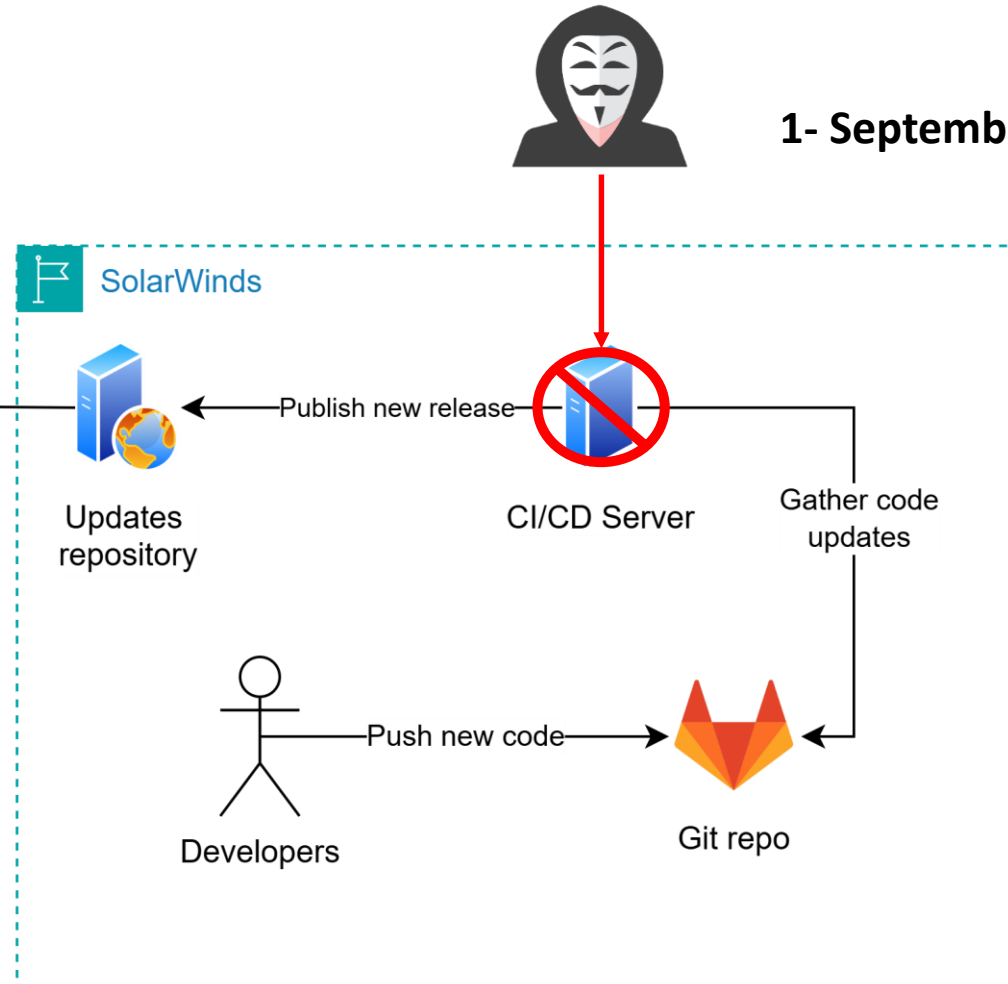 1- Septemb
SolarWinds
Publish new release
Updates
repository
CI/CD Server
Gather code
updates
Push new code
Developers
Git repo